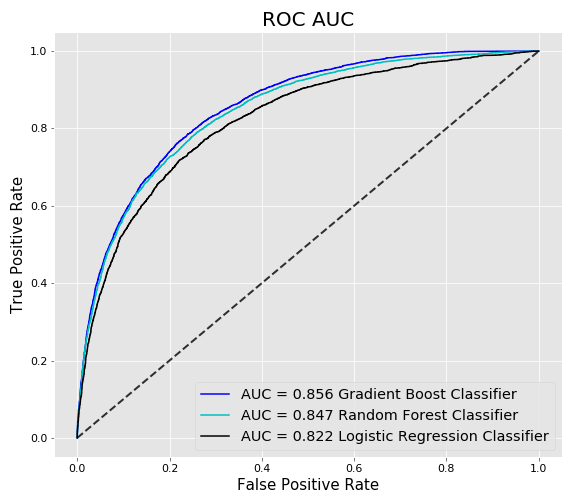 ROC AUC
True Positive Rate
1.0
0.8
0.6
0.4
0.2
0.0
AUC = 0.856 Gradient Boost Classifier
AUC = 0.847 Random Forest Classifier
AUC = 0.822 Logistic Regression Classifier
0.0 0.2 0.4 0.6 0.8 1.0
False Positive Rate